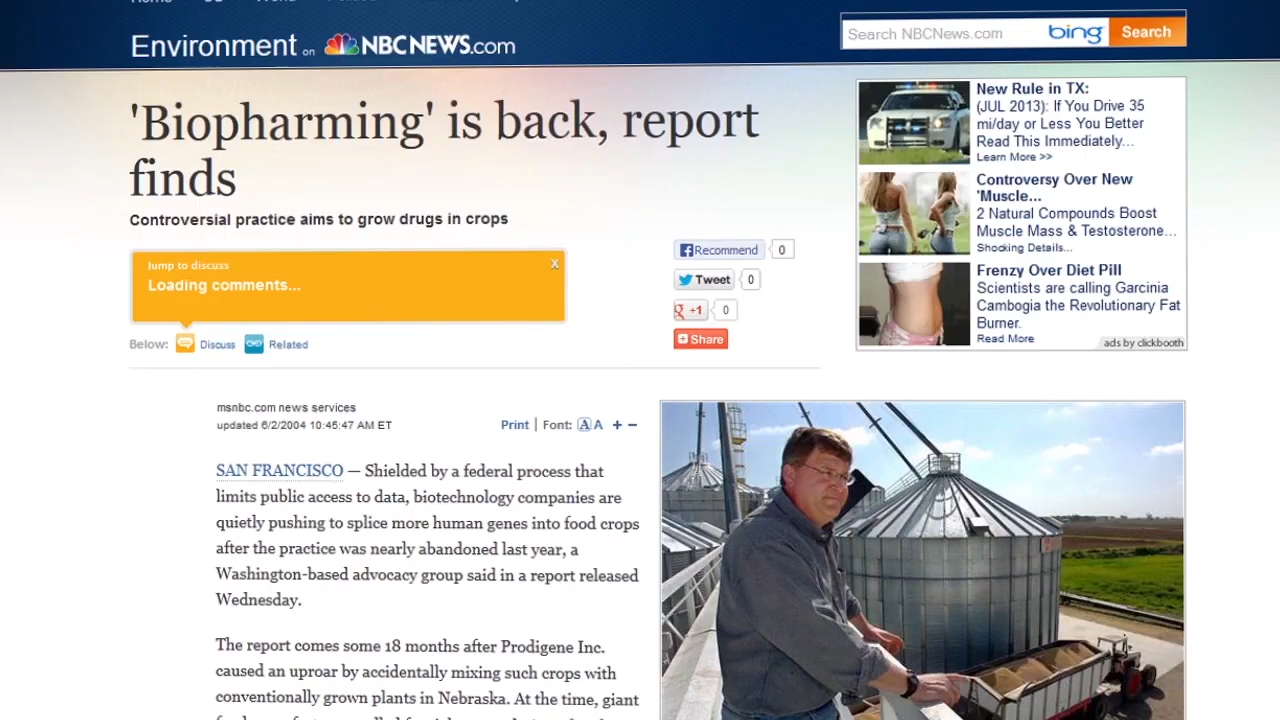 Home
Environment on NBCNEWS.com
Search NBCNews.com bing Search
'Biopharming' is back, report
finds
Controversial practice aims to grow drugs in crops
Jump to discuss X
Loading comments...
Below: Discuss Related
Recommend 0
Tweet 0
g +1 0
Share
New Rule in TX:
(JUL 2013): If You Drive 35
mi/day or Less You Better
Read This Immediately...
Learn More >>
Controversy Over New
'Muscle...
2 Natural Compounds Boost
Muscle Mass & Testosterone...
Shocking Details...
Frenzy Over Diet Pill
Scientists are calling Garcinia
Cambogia the Revolutionary Fat
Burner.
Read More
ads by clickbooth
msnbc.com news services
updated 6/2/2004 10:45:47 AM ET
Print | Font: A A + −
SAN FRANCISCO — Shielded by a federal process that
limits public access to data, biotechnology companies are
quietly pushing to splice more human genes into food crops
after the practice was nearly abandoned last year, a
Washington-based advocacy group said in a report released
Wednesday.
The report comes some 18 months after Prodigene Inc.
caused an uproar by accidentally mixing such crops with
conventionally grown plants in Nebraska. At the time, giant